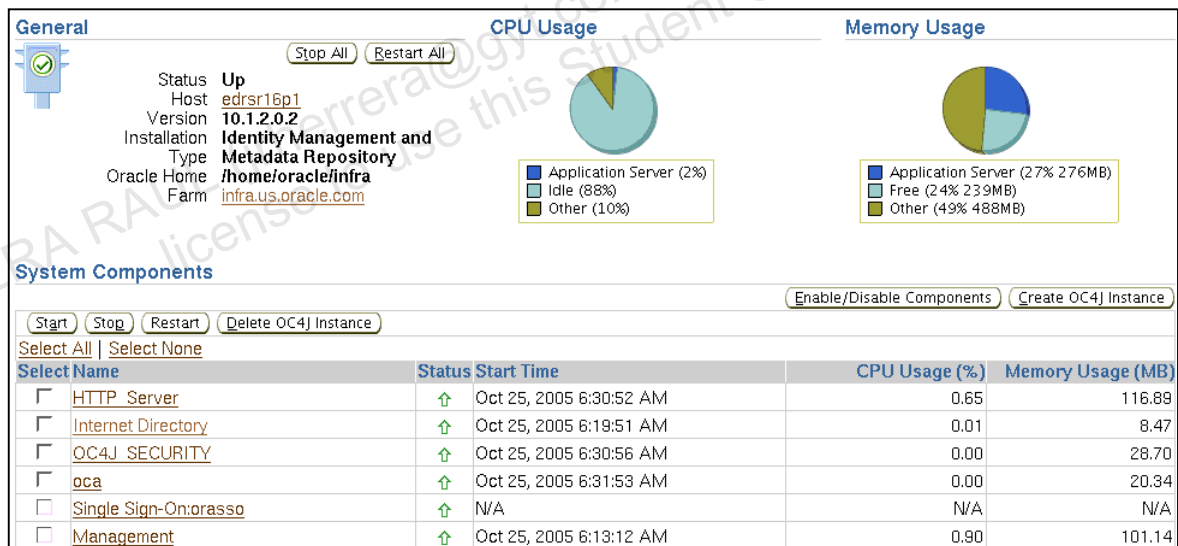 General
Stop All Restart All
Status Up
Host edrsr16p1
Version 10.1.2.0.2
Installation Identity Management and
Type Metadata Repository
Oracle Home /home/oracle/infra
Farm infra.us.oracle.com
CPU Usage
Application Server (2%)
Idle (88%)
Other (10%)
Memory Usage
Application Server (27% 276MB)
Free (24% 239MB)
Other (49% 488MB)
System Components
Enable/Disable Components Create OC4J Instance
Start Stop Restart Delete OC4J Instance
Select All | Select None
Select Name Status Start Time CPU Usage (%) Memory Usage (MB)
HTTP_Server Oct 25, 2005 6:30:52 AM 0.65 116.89
Internet Directory Oct 25, 2005 6:19:51 AM 0.01 8.47
OC4J_SECURITY Oct 25, 2005 6:30:56 AM 0.00 28.70
oca Oct 25, 2005 6:31:53 AM 0.00 20.34
Single Sign-On:orasso N/A N/A N/A
Management Oct 25, 2005 6:13:12 AM 0.90 101.14
this Student
license to use